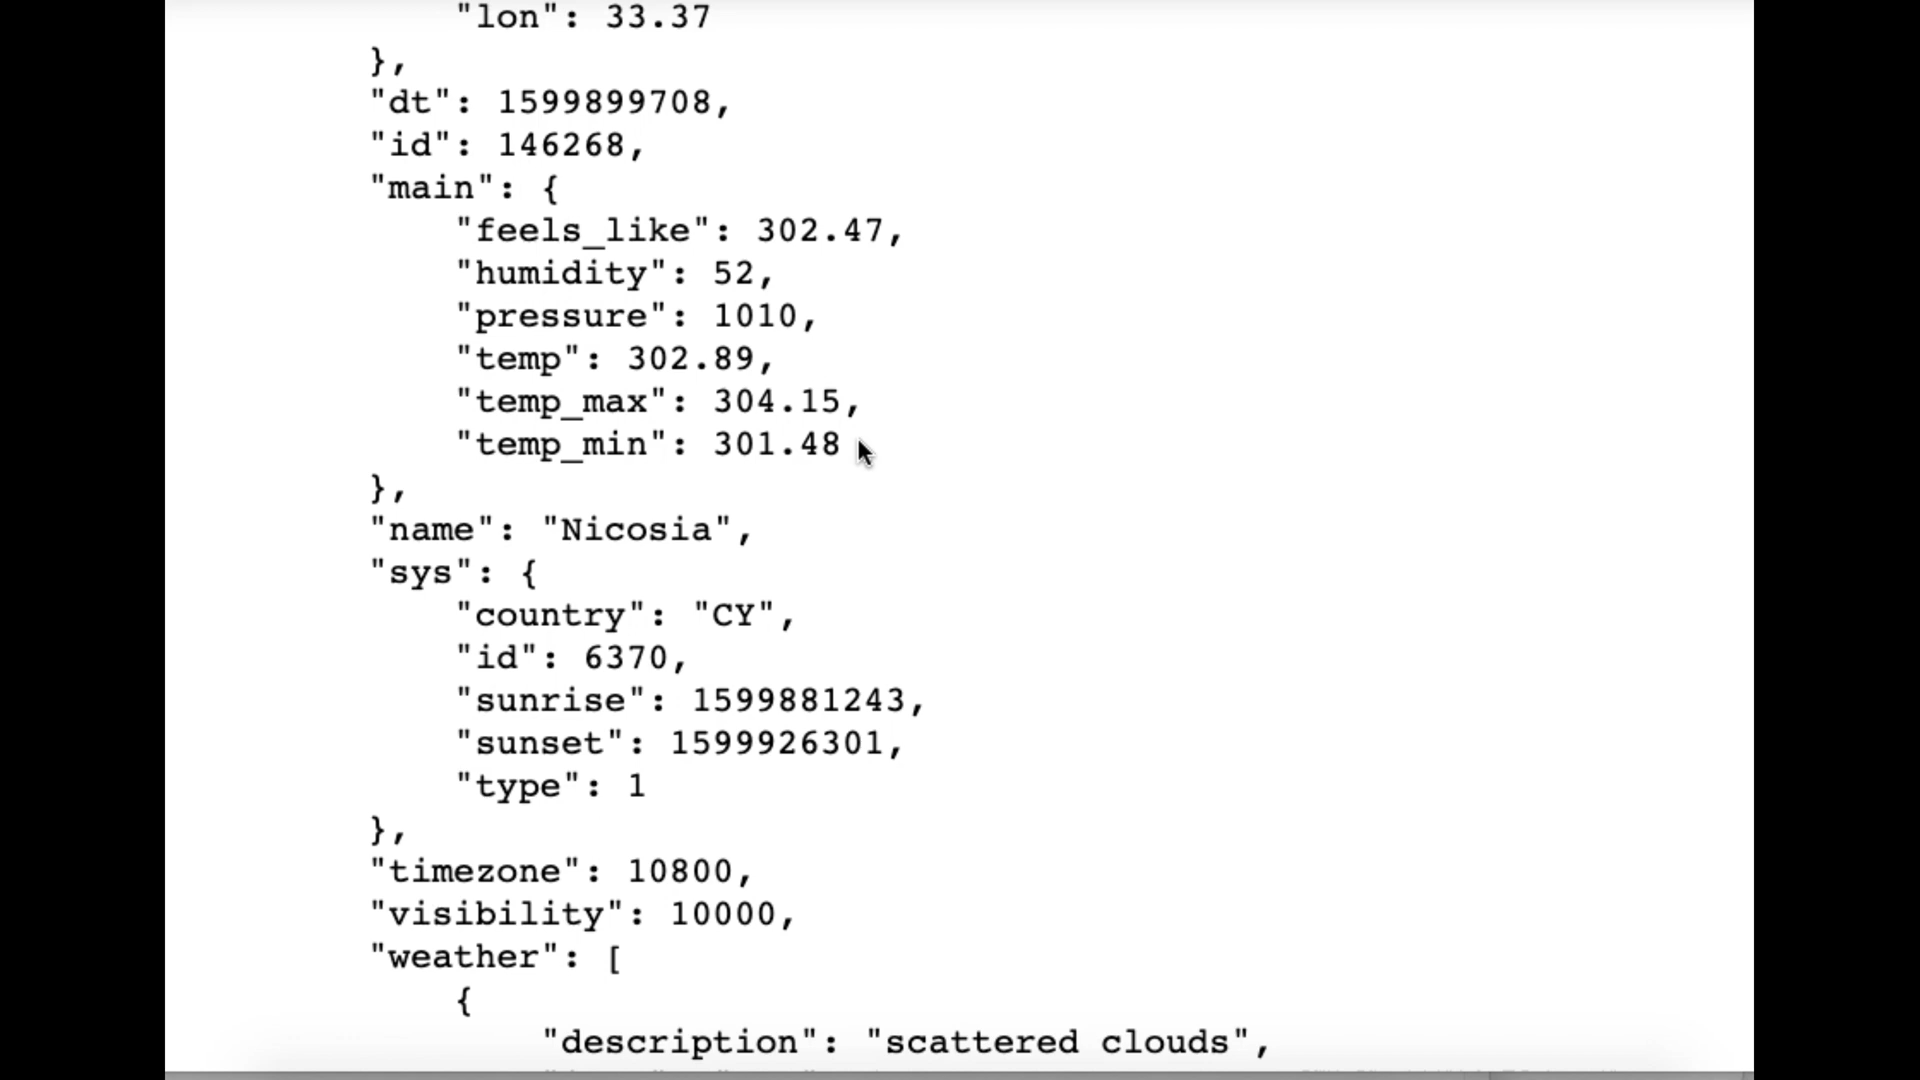 "lon": 33.37
},
"dt": 1599899708,
"id": 146268,
"main": {
"feels_like": 302.47,
"humidity": 52,
"pressure": 1010,
"temp": 302.89,
"temp_max": 304.15,
"temp_min": 301.48
},
"name": "Nicosia",
"sys": {
"country": "CY",
"id": 6370,
"sunrise": 1599881243,
"sunset": 1599926301,
"type": 1
},
"timezone": 10800,
"visibility": 10000,
"weather": [
{
"description": "scattered clouds",